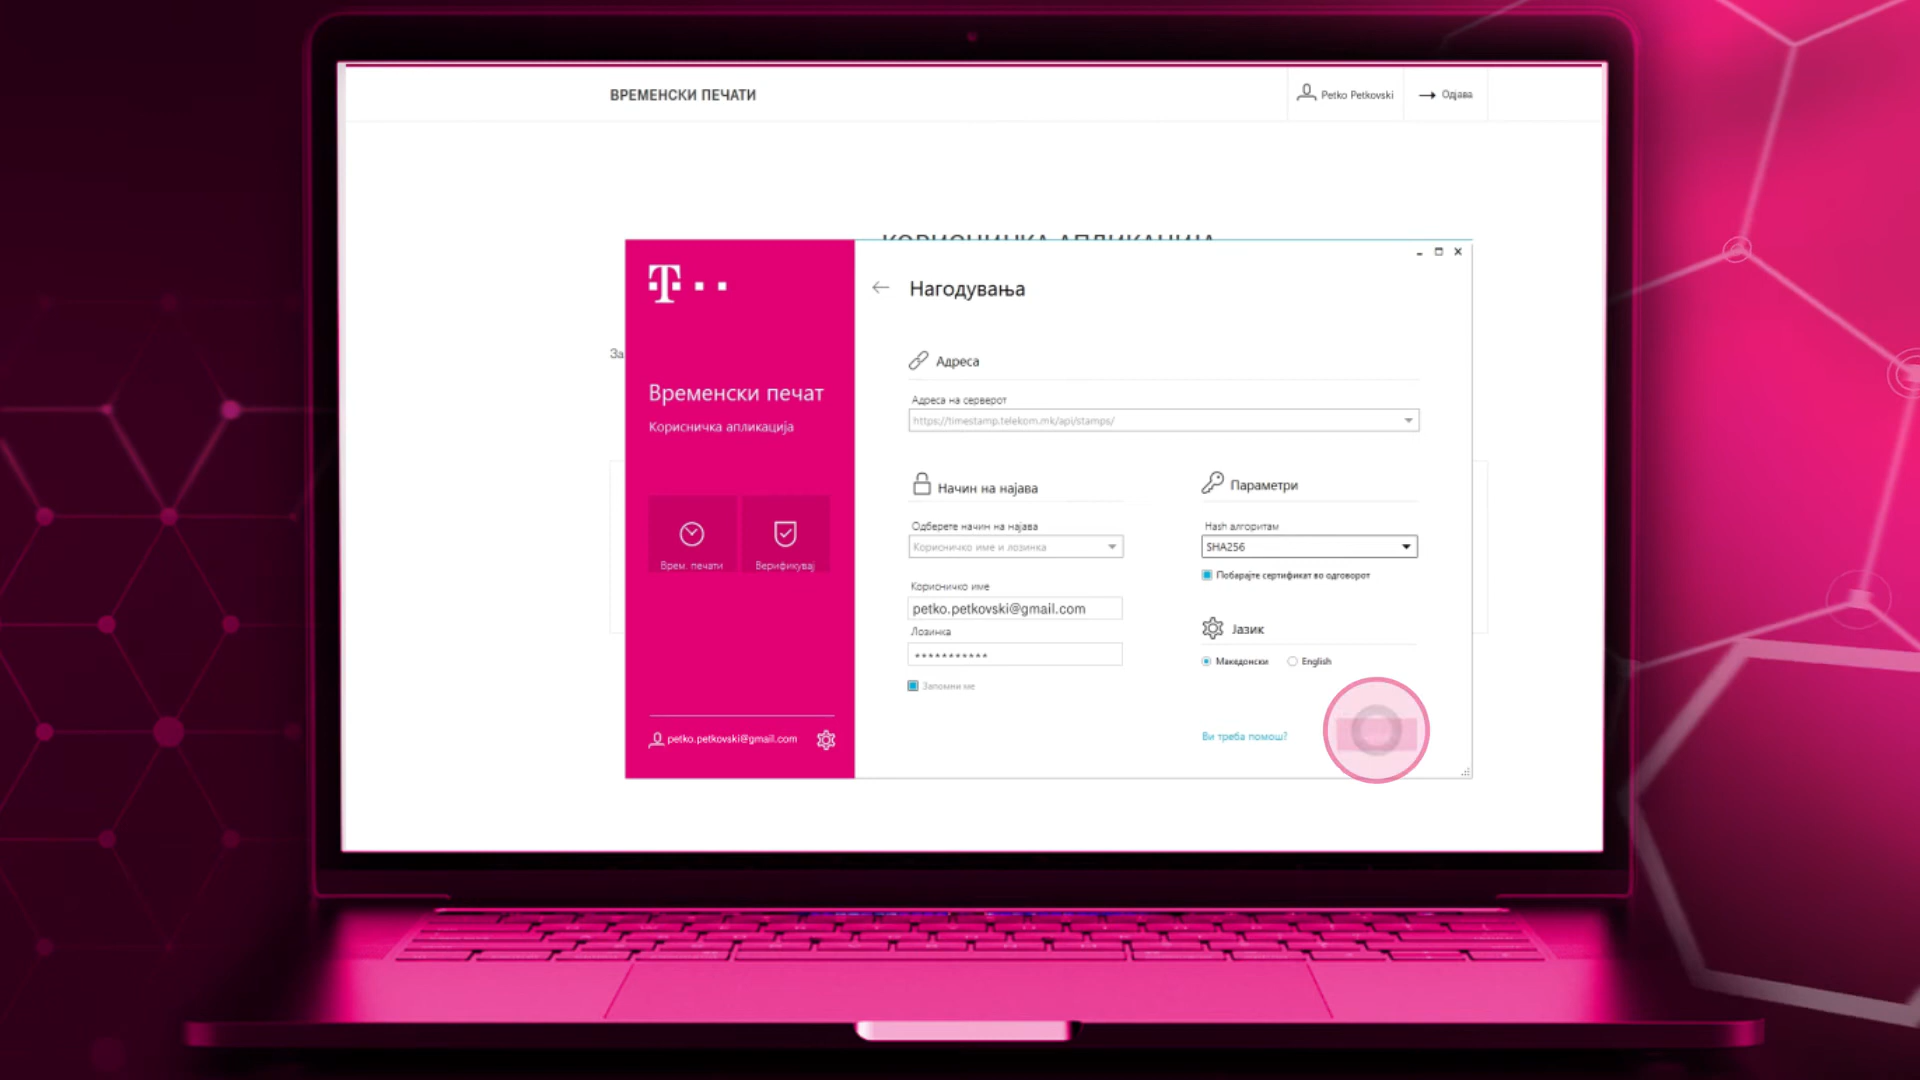 ВРЕМЕНСКИ ПЕЧАТИ
Petko Petkovski
Одјава
КОРИСНИЧКА АПЛИКАЦИЈА
За
T
Временски печат
Корисничка апликација
Врем. печати
Верификувај
petko.petkovski@gmail.com
Нагодувања
Адреса
Адреса на серверот
https://timestamp.telekom.mk/api/stamps/
Начин на најава
Одберете начин на најава
Корисничко име и лозинка
Корисничко име
petko.petkovski@gmail.com
Лозинка
***********
Запомни ме
Параметри
Hash алгоритам
SHA256
Побарајте сертификат во одговорот
Јазик
Македонски
English
Ви треба помош?